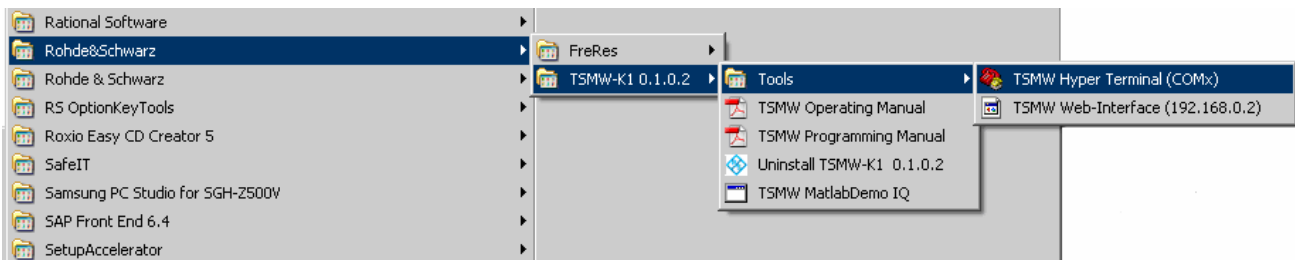 Rational Software
Rohde&Schwarz
FreRes
Rohde & Schwarz
TSMW-K1 0.1.0.2
Tools
TSMW Hyper Terminal (COMx)
RS OptionKeyTools
TSMW Operating Manual
TSMW Web-Interface (192.168.0.2)
Roxio Easy CD Creator 5
TSMW Programming Manual
SafeIT
Uninstall TSMW-K1 0.1.0.2
Samsung PC Studio for SGH-Z500V
TSMW MatlabDemo IQ
SAP Front End 6.4
SetupAccelerator